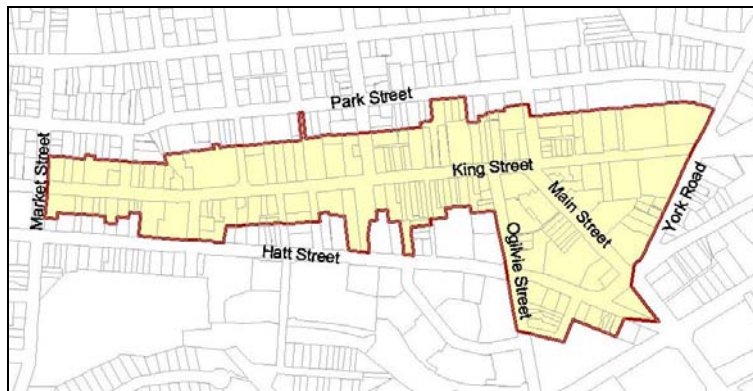 Park Street
King Street
Market Street
Main Street
York Road
Hatt Street
Ogilvie Street